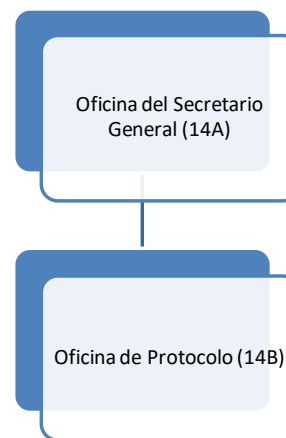 Oficina del Secretario
General (14A)
Oficina de Protocolo (14B)